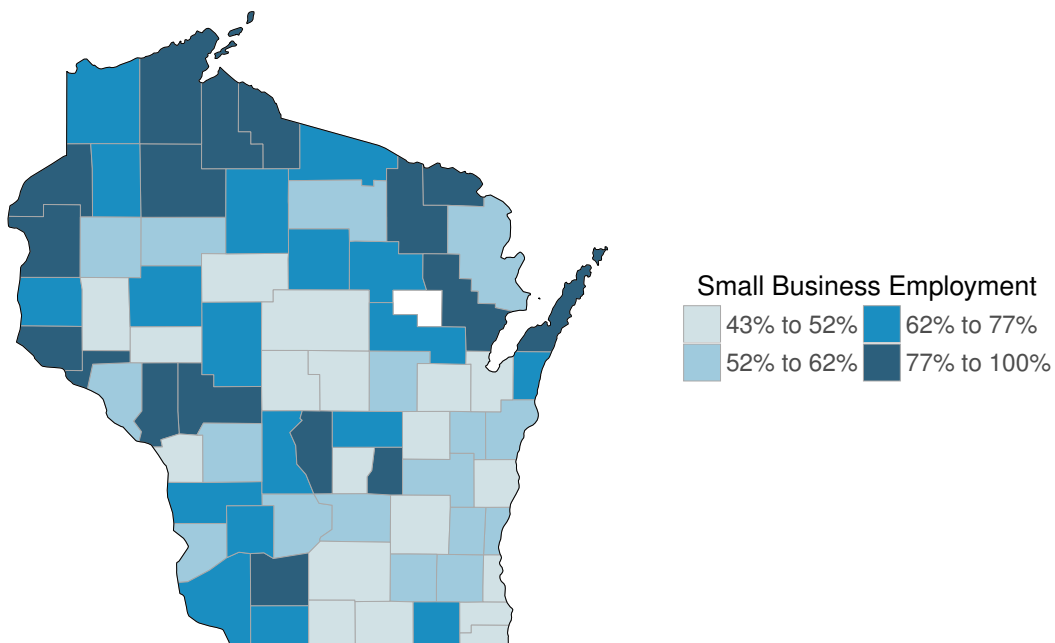 Small Business Employment
43% to 52% 62% to 77%
52% to 62% 77% to 100%